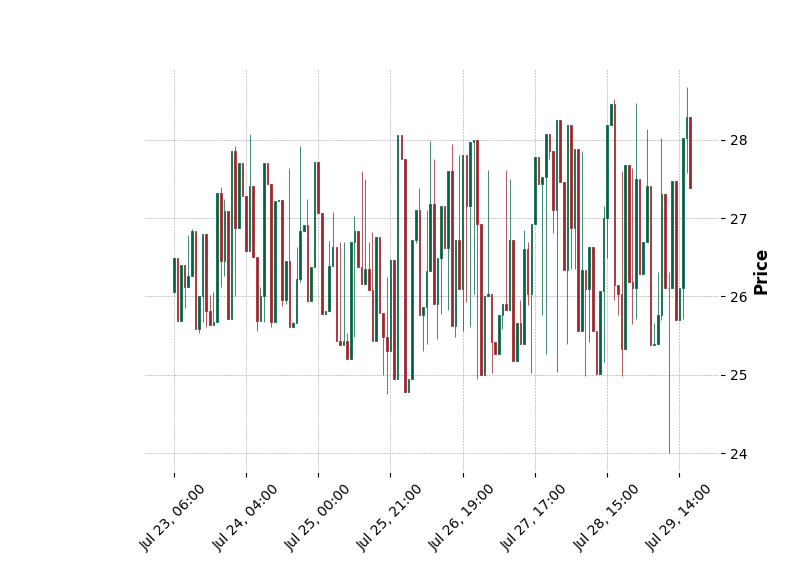 28
27
26
25
24
Price
Jul 23, 06:00
Jul 24, 04:00
Jul 25, 00:00
Jul 25, 21:00
Jul 26, 19:00
Jul 27, 17:00
Jul 28, 15:00
Jul 29, 14:00